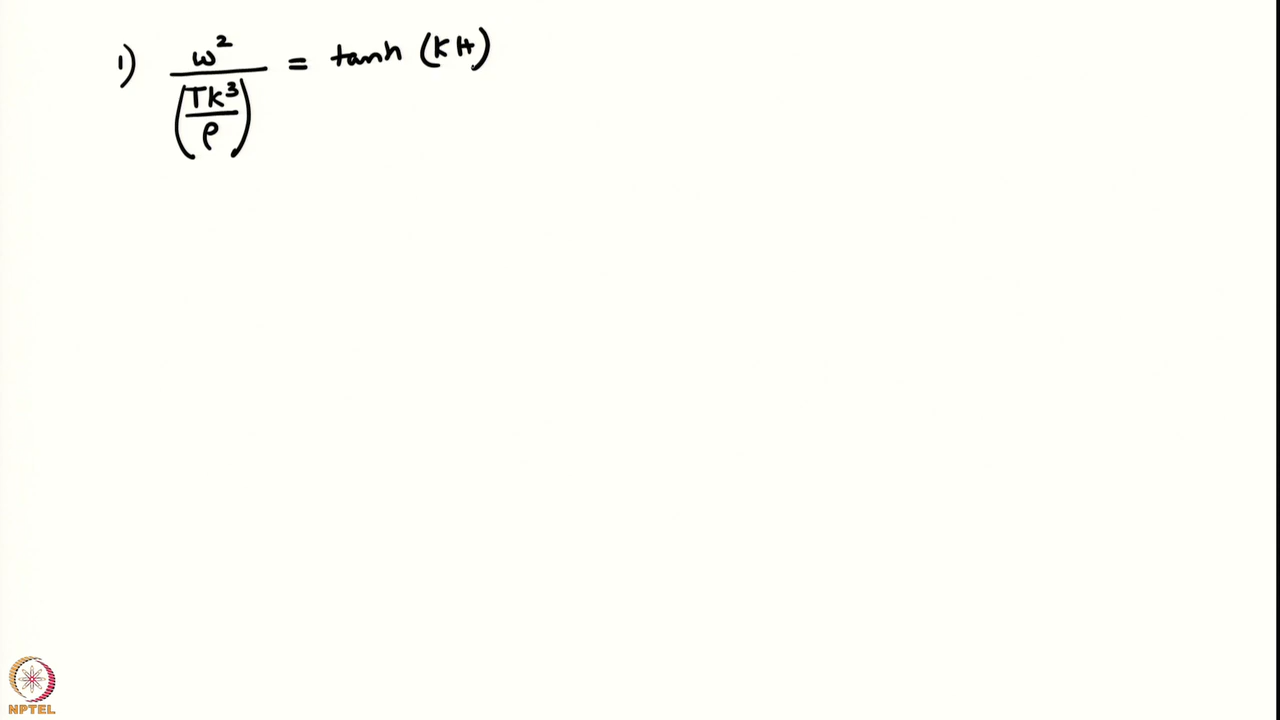 1) ω² / (Tk³/ρ) = tanh (KH)
NPTEL